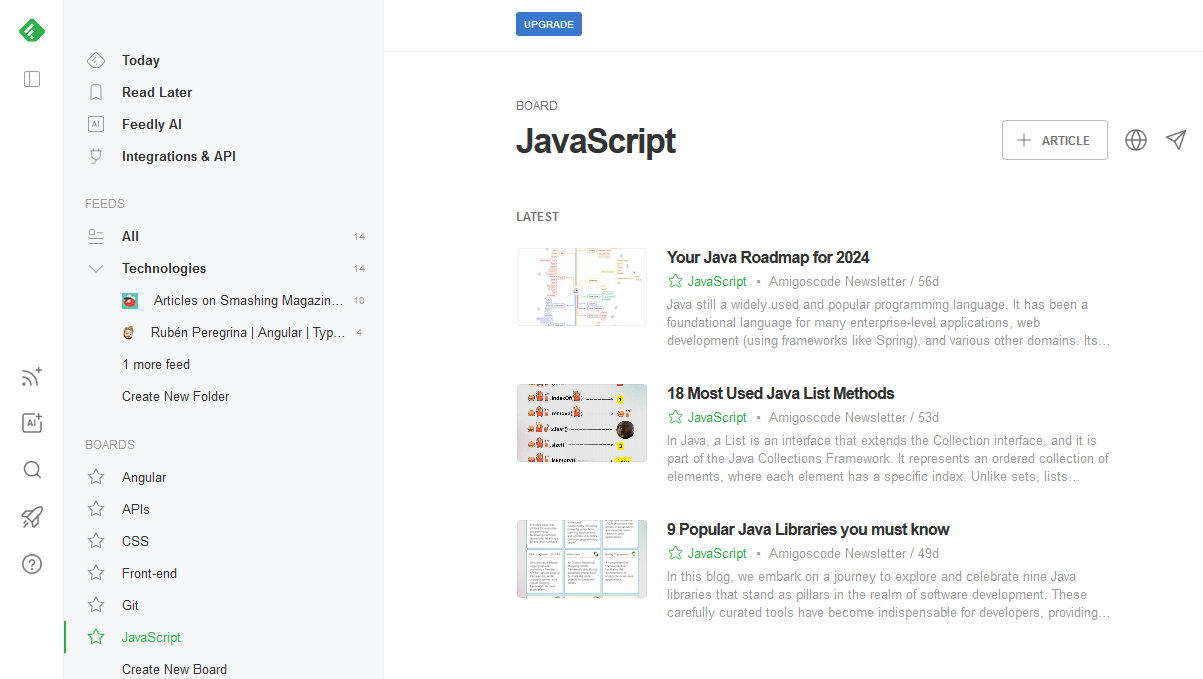 UPGRADE
Today
Read Later
AI
Feedly AI
Integrations & API
FEEDS
All
14
Technologies
14
Articles on Smashing Magazin...
10
Rubén Peregrina | Angular | Typ...
4
1 more feed
Create New Folder
BOARDS
Angular
APIs
CSS
Front-end
Git
JavaScript
Create New Board
AI
BOARD
JavaScript
ARTICLE
LATEST
Your Java Roadmap for 2024
JavaScript • Amigoscode Newsletter / 56d
Java still a widely used and popular programming language. It has been a
foundational language for many enterprise-level applications, web
development (using frameworks like Spring), and various other domains. Its...
.indexOf(
1
.remove(
.clear()
.size()
3
.isEmpty()
18 Most Used Java List Methods
JavaScript • Amigoscode Newsletter / 53d
In Java, a List is an interface that extends the Collection interface, and it is
part of the Java Collections Framework. It represents an ordered collection of
elements, where each element has a specific index. Unlike sets, lists...
9 Popular Java Libraries you must know
JavaScript • Amigoscode Newsletter / 49d
In this blog, we embark on a journey to explore and celebrate nine Java
libraries that stand as pillars in the realm of software development. These
carefully curated tools have become indispensable for developers, providing...